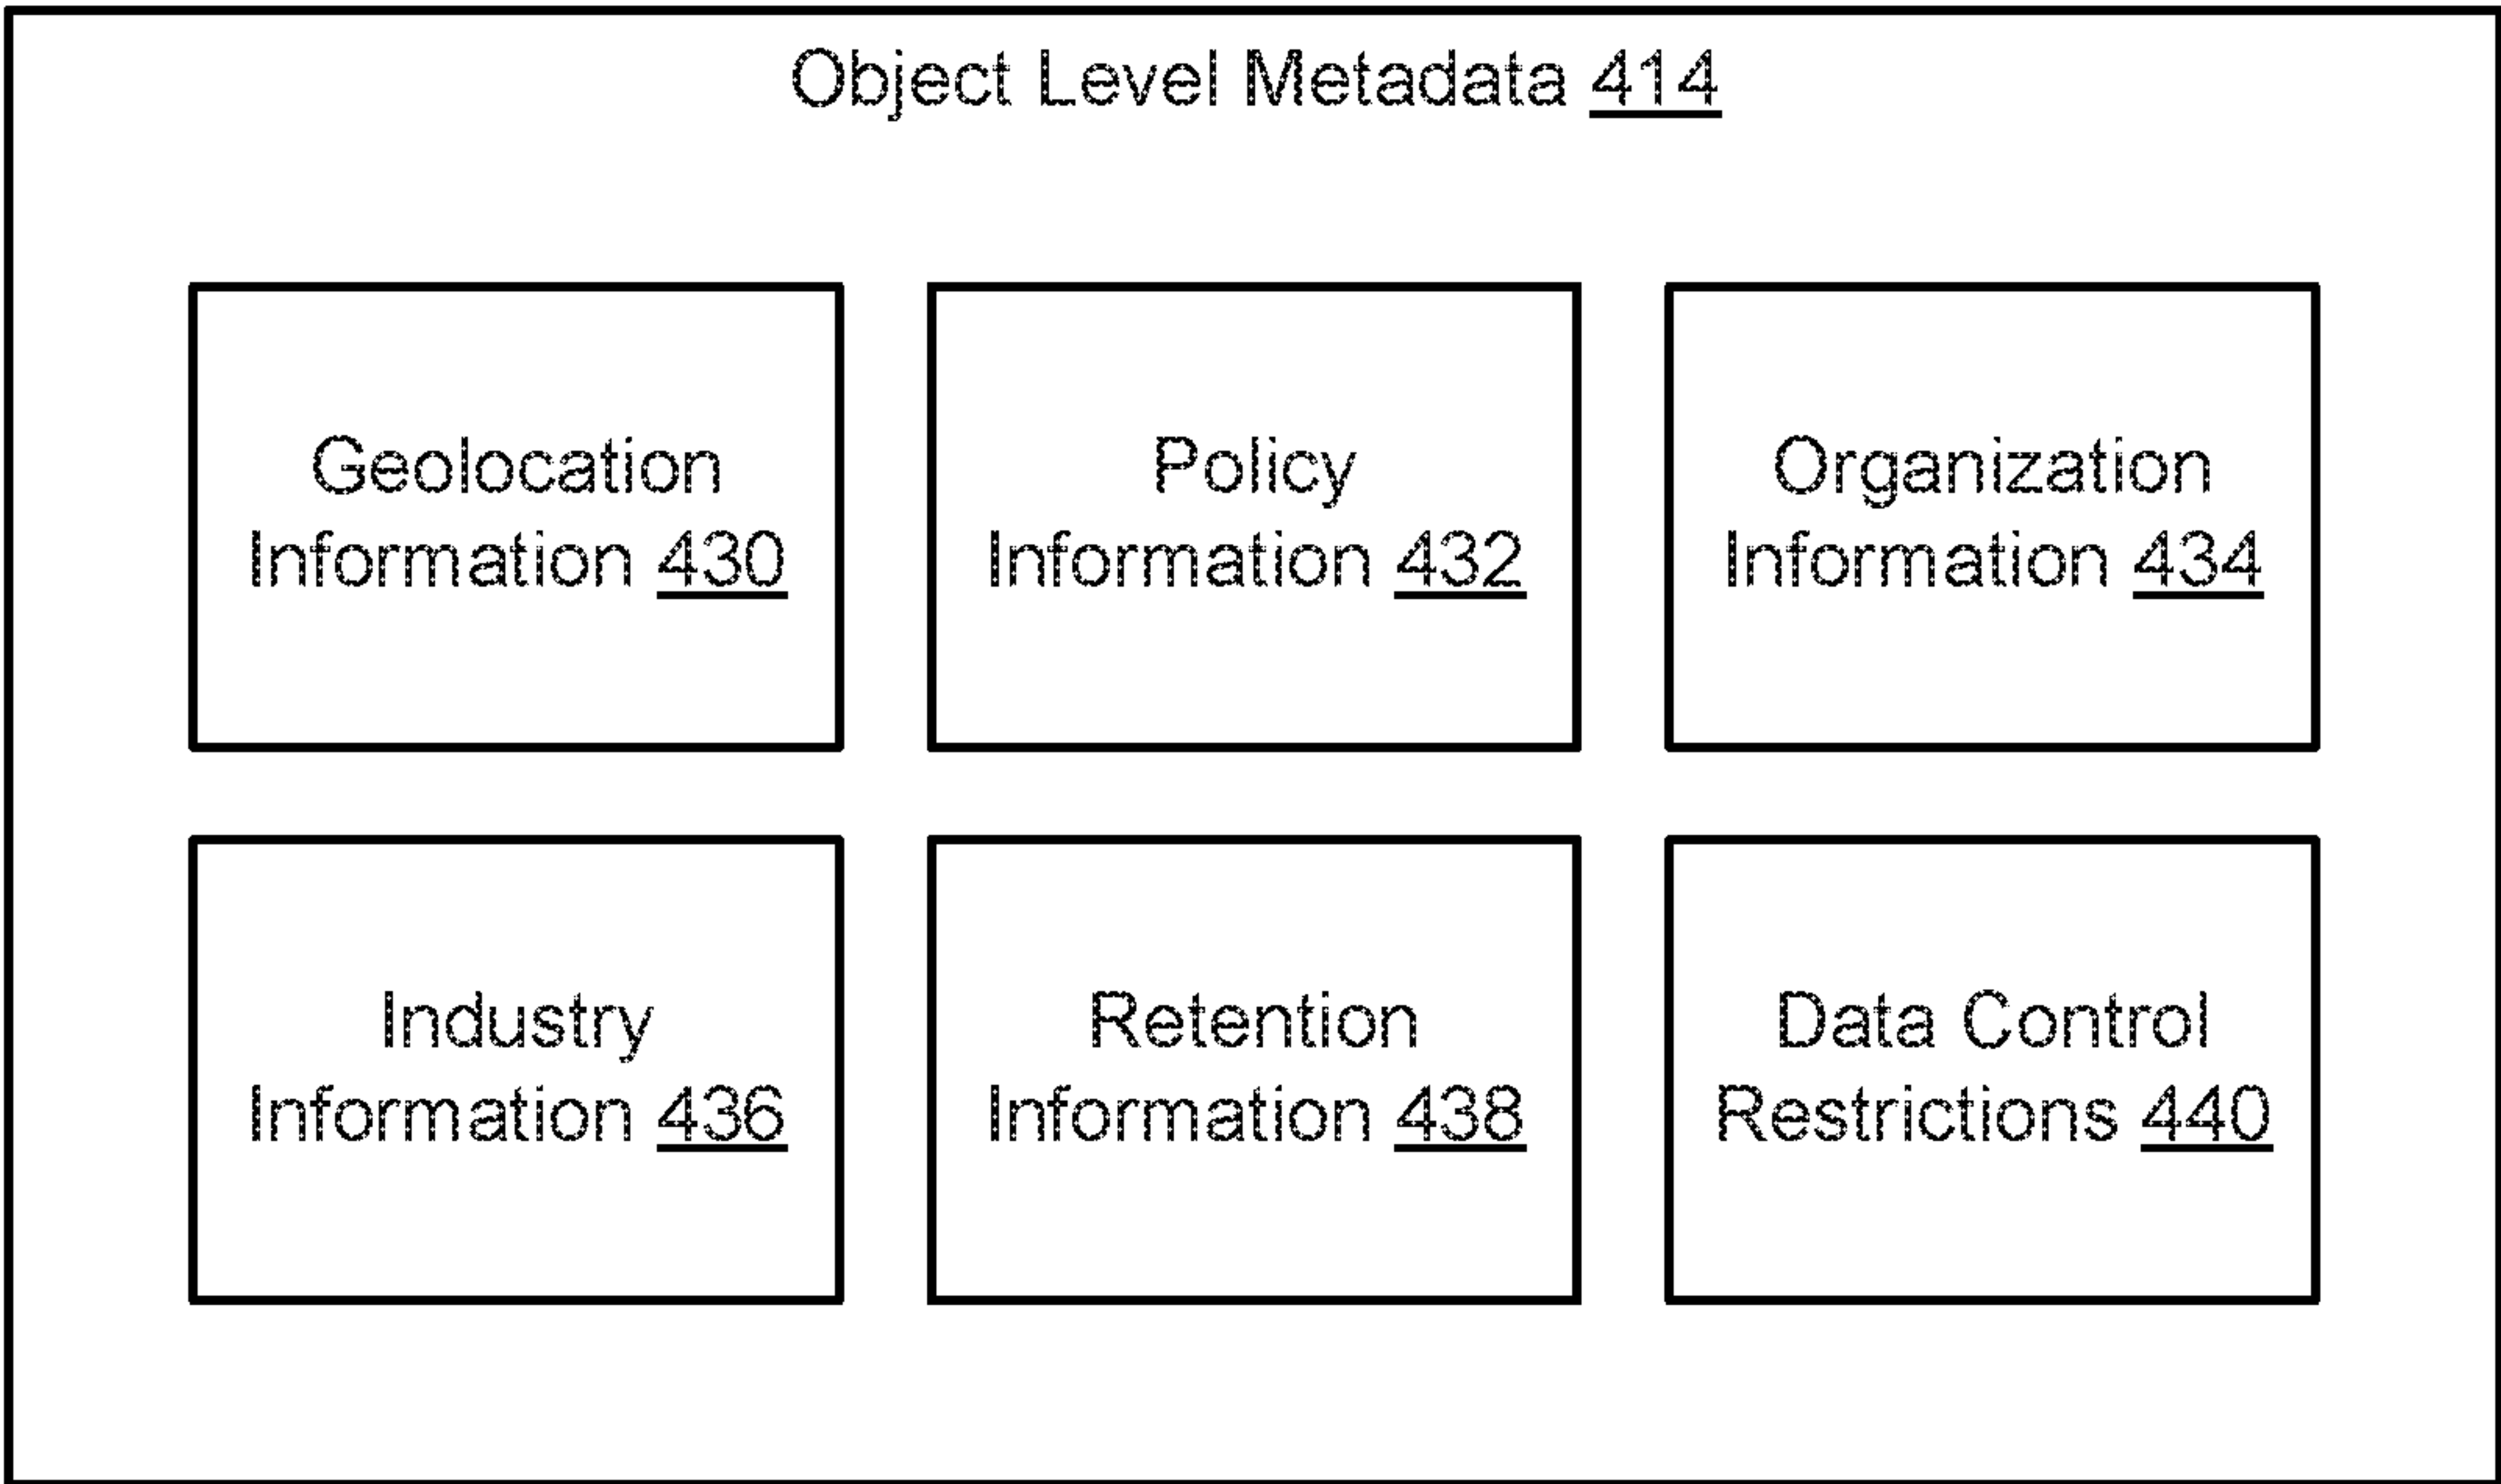 Object Level Metadata 414
Geolocation
Information 430
Policy
Information 432
Organization
Information 434
Industry
Information 436
Retention
Information 438
Data Control
Restrictions 440